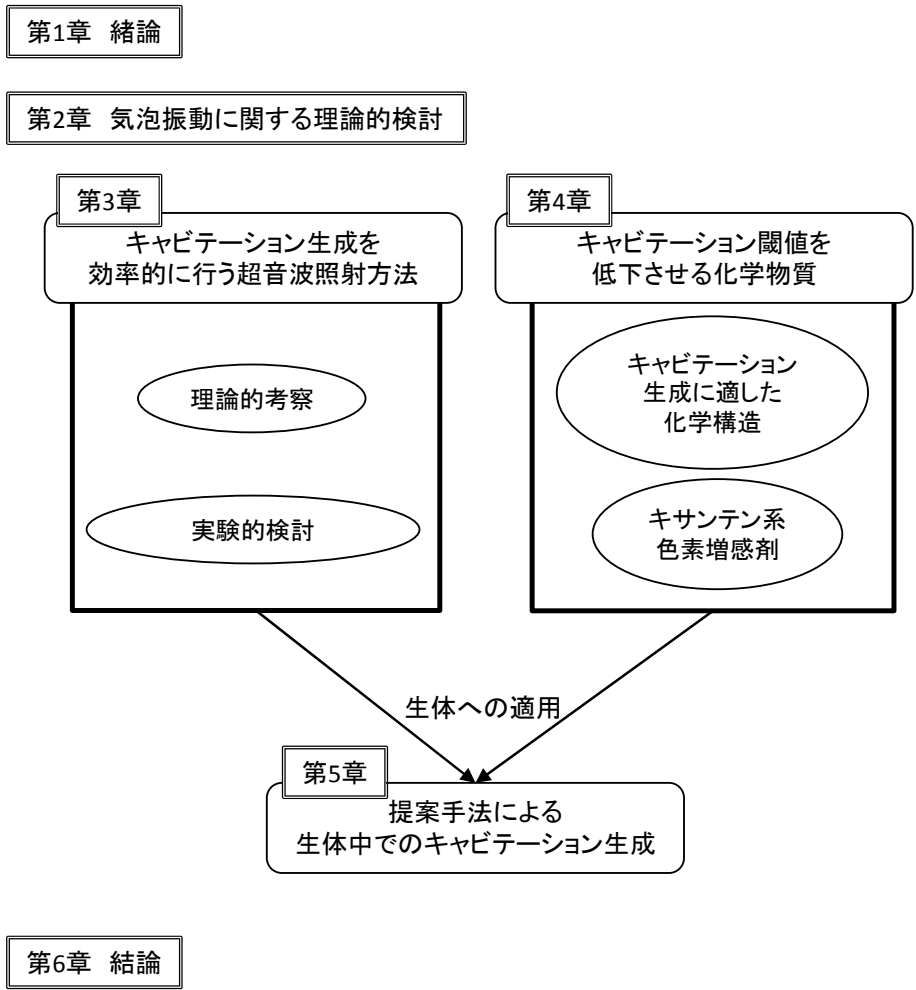 第1章 緒論
第2章 気泡振動に関する理論的検討
第3章
キャビテーション生成を
効率的に行う超音波照射方法
理論的考察
実験的検討
第4章
キャビテーション閾値を
低下させる化学物質
キャビテーション
生成に適した
化学構造
キサンテン系
色素増感剤
生体への適用
第5章
提案手法による
生体中でのキャビテーション生成
第6章 結論